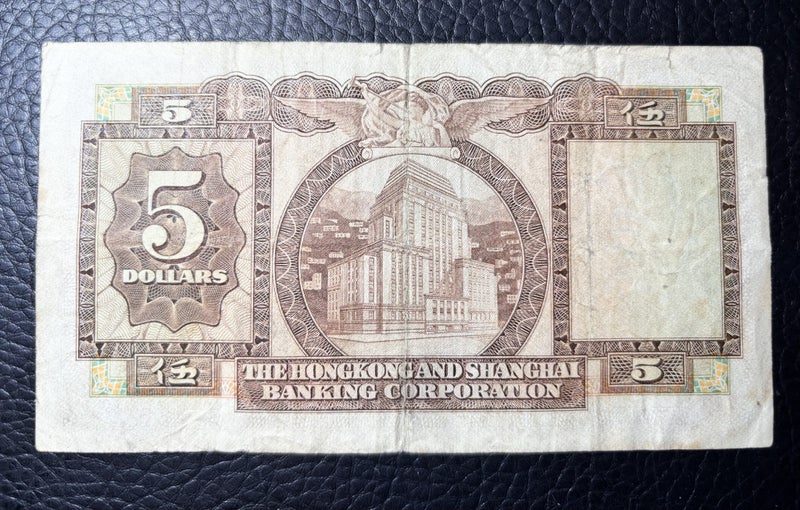 5
伍
5
DOLLARS
伍
5
THE HONGKONG AND SHANGHAI
BANKING CORPORATION